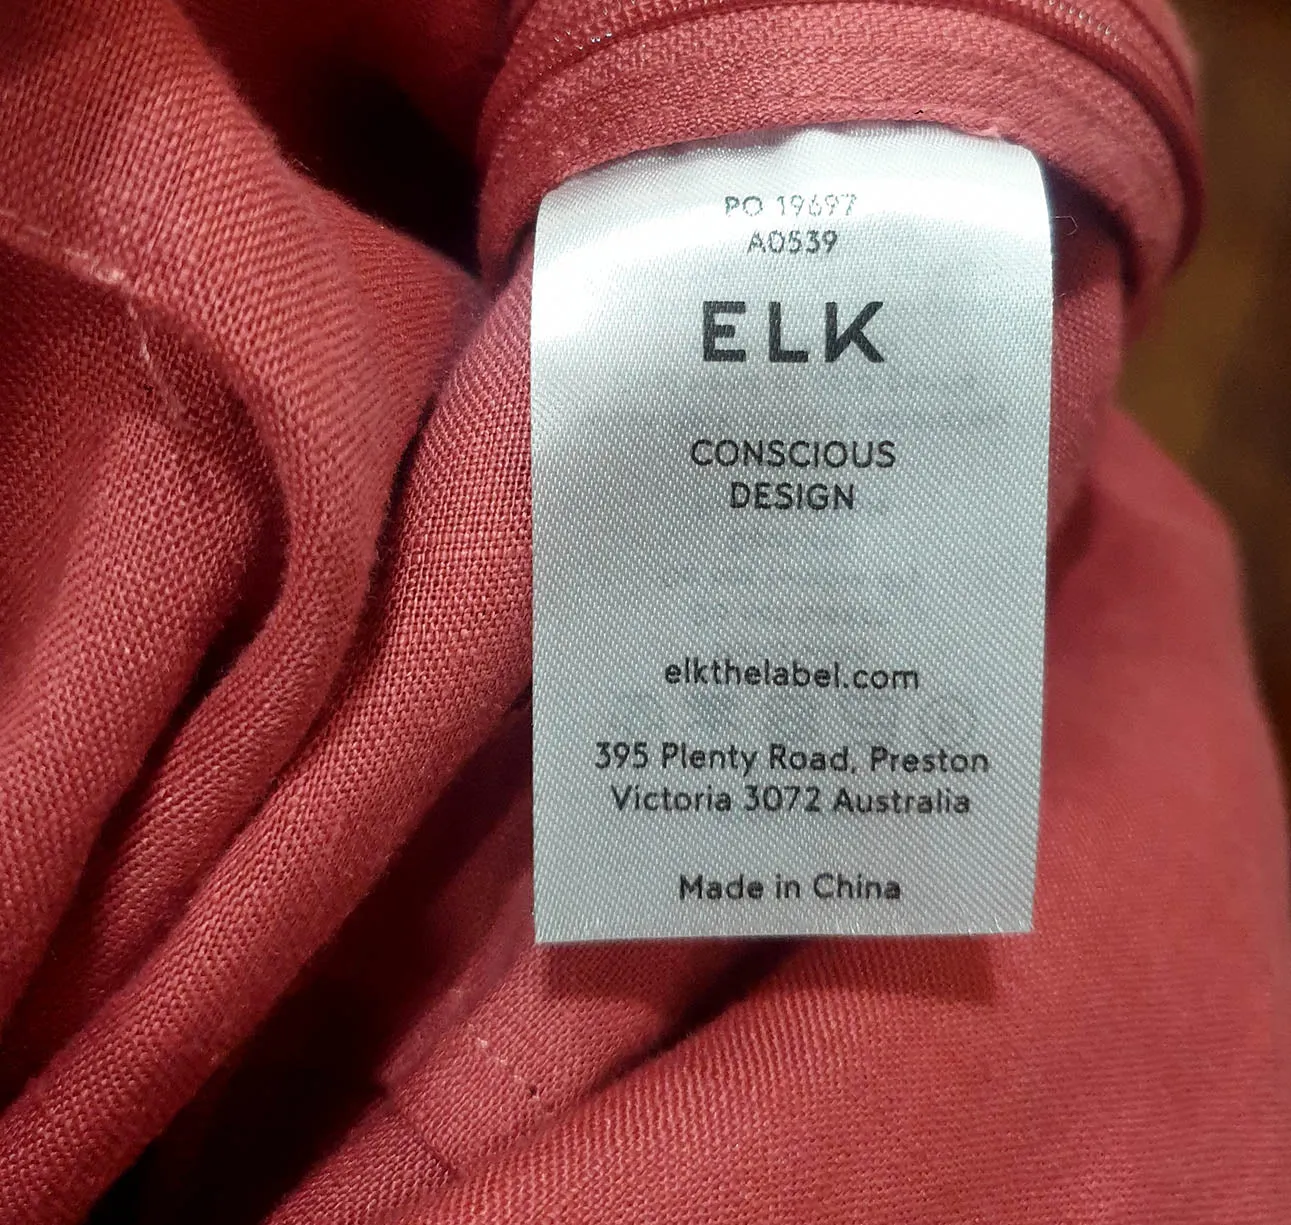 PO 19697
A0539
ELK
CONSCIOUS
DESIGN
elkthelabel.com
395 Plenty Road, Preston
Victoria 3072 Australia
Made in China